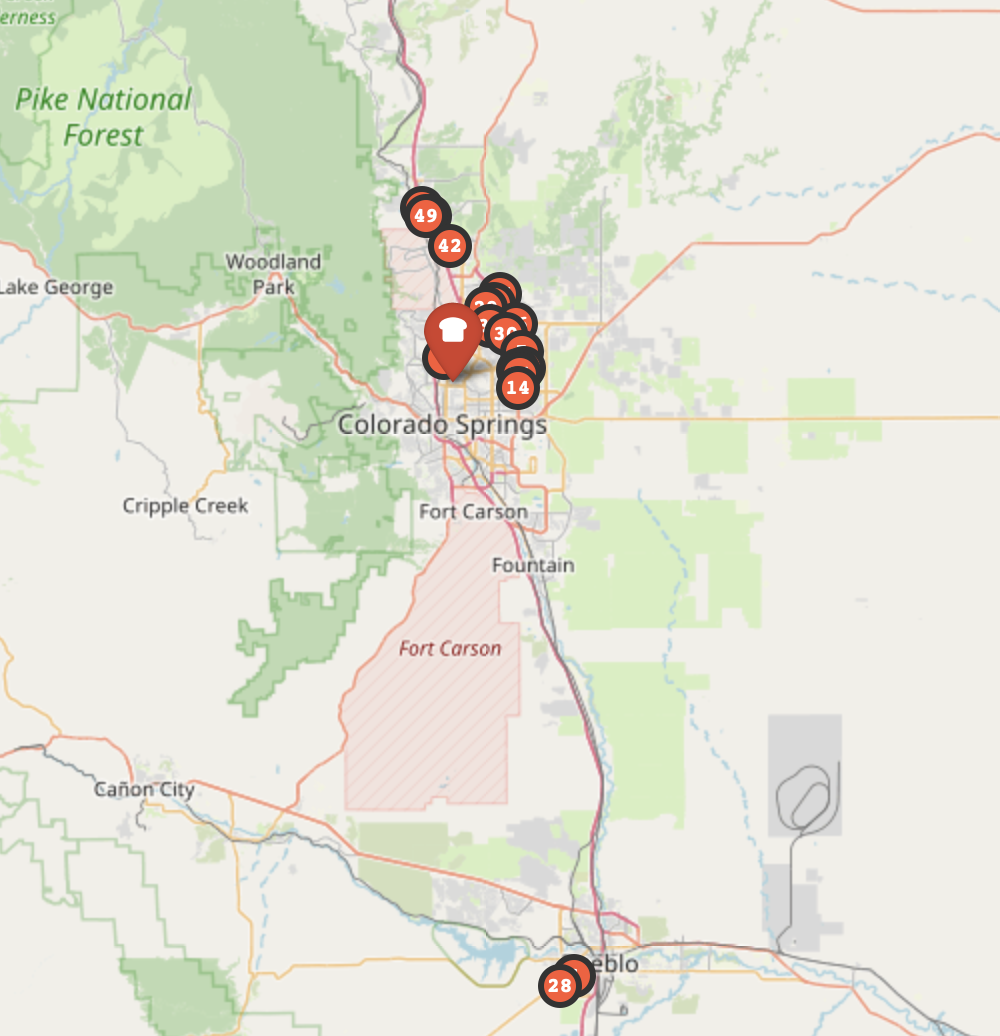 erness
Pike National
Forest
49
42
Woodland
Park
Lake George
30
14
Colorado Springs
Cripple Creek
Fort Carson
Fountain
Fort Carson
Cañon City
eblo
28